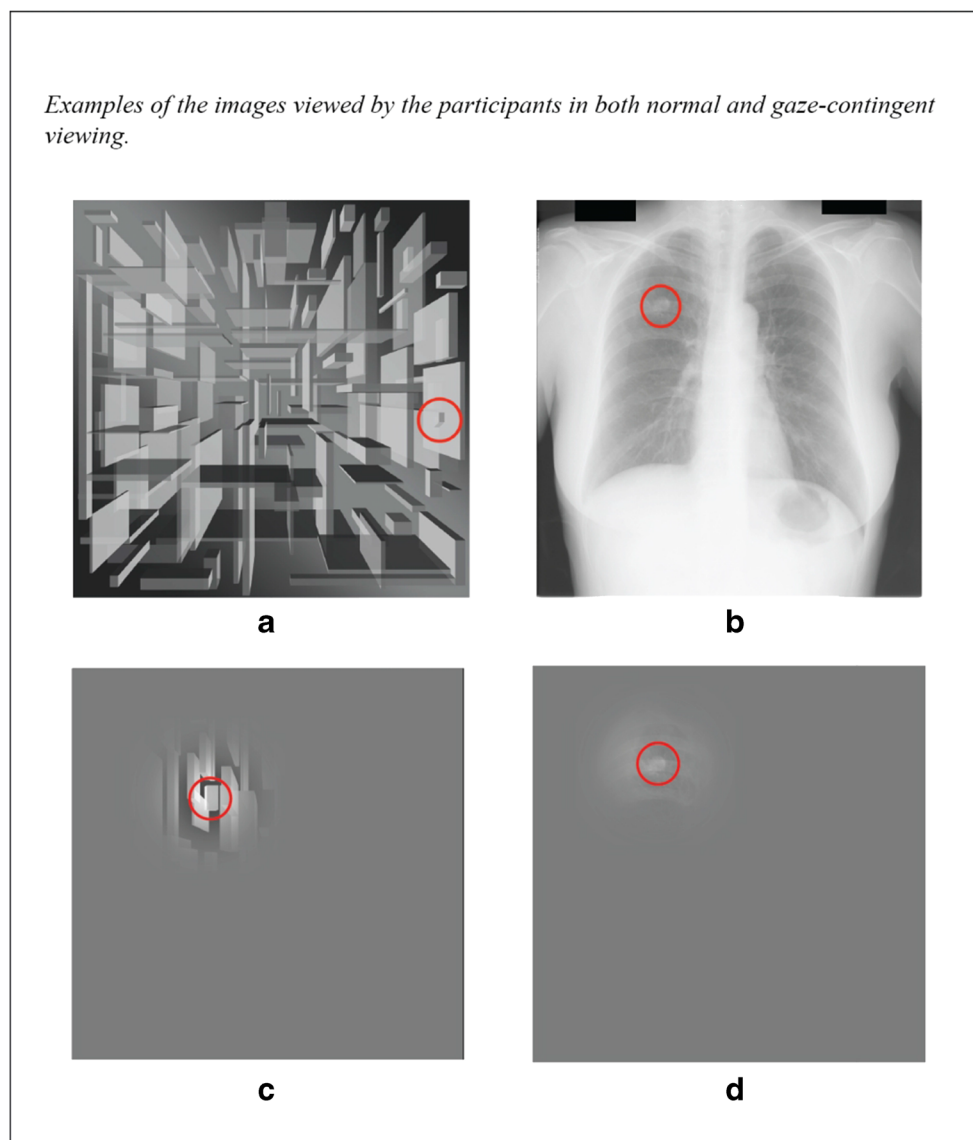 Examples of the images viewed by the participants in both normal and gaze-contingent
viewing.
a
b
c
d